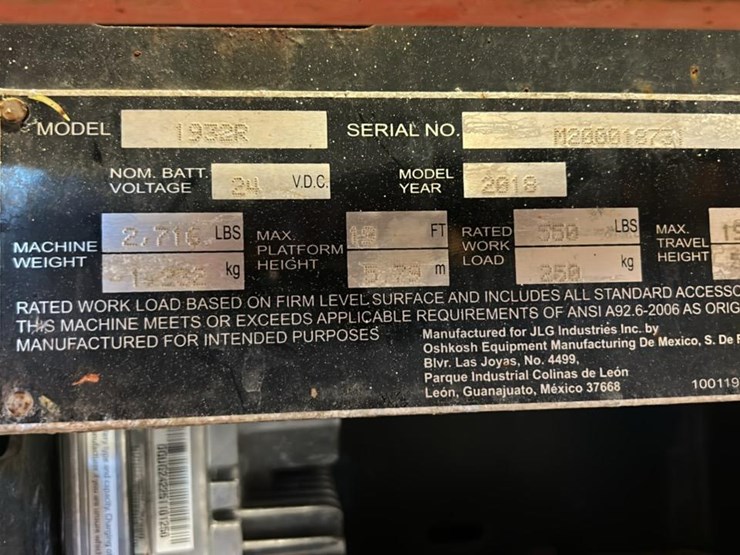 MODEL 1932R SERIAL NO.
NOM. BATT. VOLTAGE 24 V.D.C. MODEL YEAR 2018
MACHINE WEIGHT 2,716 LBS kg
MAX. PLATFORM HEIGHT 19 FT 5.79 m
RATED WORK LOAD 550 LBS 250 kg
MAX. TRAVEL HEIGHT
RATED WORK LOAD BASED ON FIRM LEVEL SURFACE AND INCLUDES ALL STANDARD ACCESSO
THIS MACHINE MEETS OR EXCEEDS APPLICABLE REQUIREMENTS OF ANSI A92.6-2006 AS ORIG
MANUFACTURED FOR INTENDED PURPOSES
Manufactured for JLG Industries Inc. by
Oshkosh Equipment Manufacturing De Mexico, S. De
Blvr. Las Joyas, No. 4499,
Parque Industrial Colinas de León
León, Guanajuato, México 37668
100119